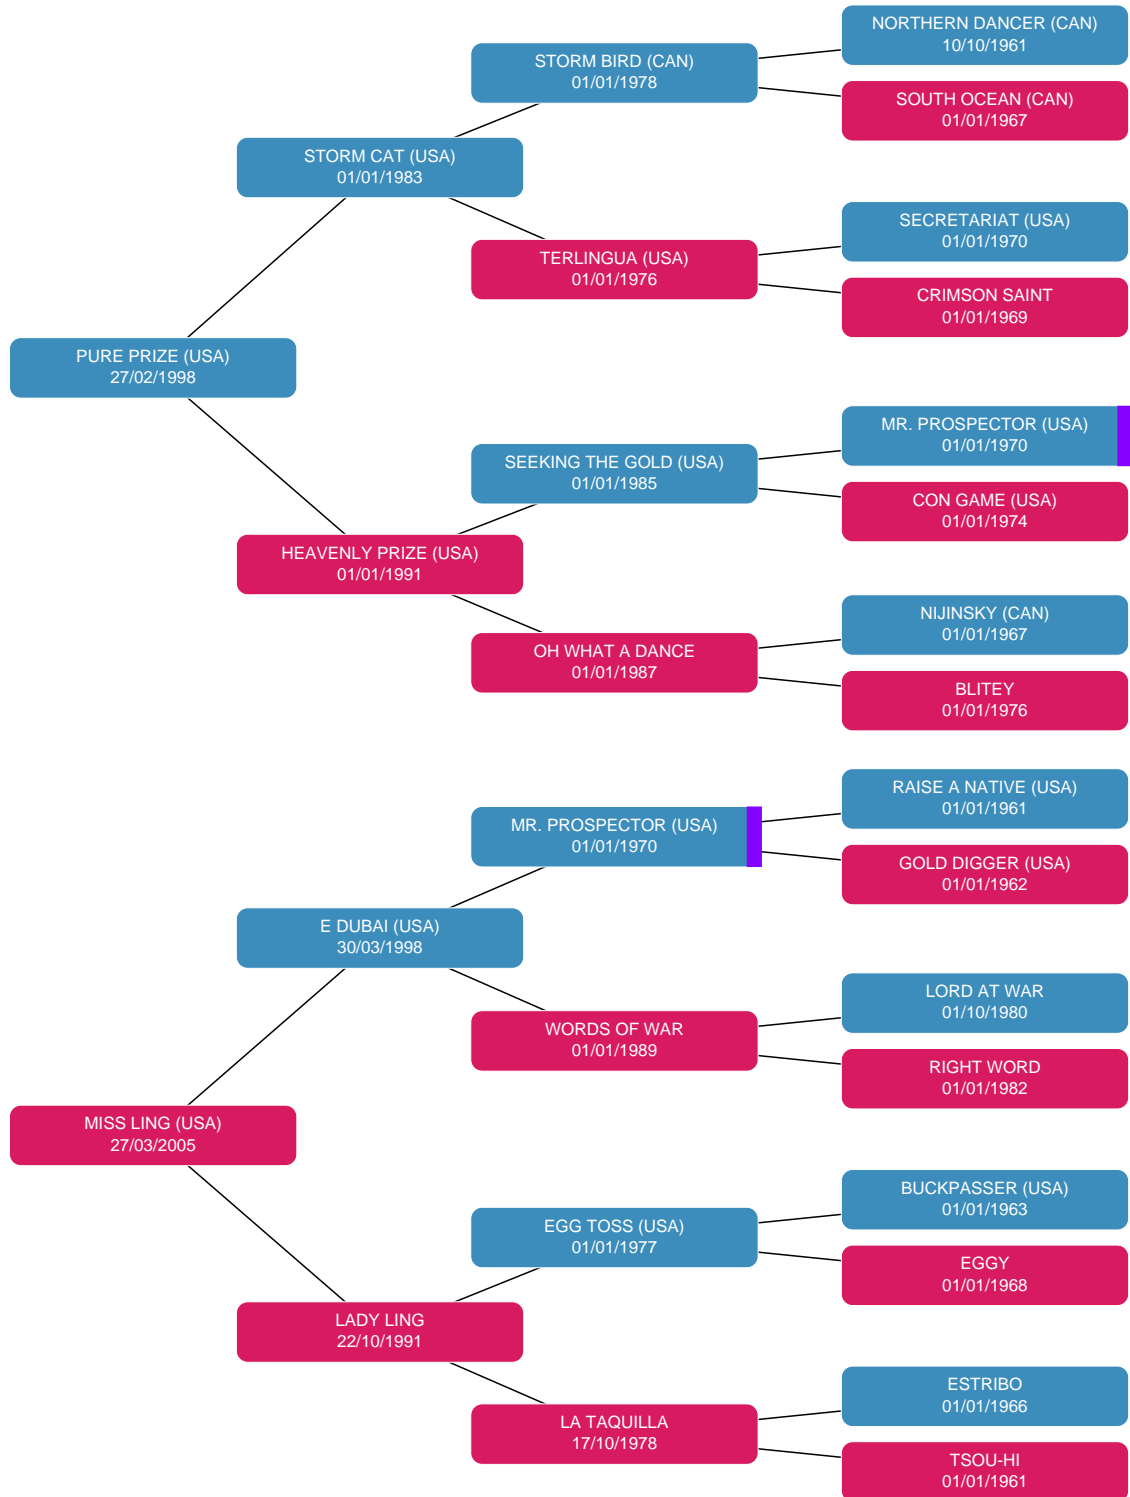 NORTHERN DANCER (CAN)
10/10/1961
STORM BIRD (CAN)
01/01/1978
SOUTH OCEAN (CAN)
01/01/1967
STORM CAT (USA)
01/01/1983
SECRETARIAT (USA)
01/01/1970
TERLINGUA (USA)
01/01/1976
CRIMSON SAINT
01/01/1969
PURE PRIZE (USA)
27/02/1998
MR. PROSPECTOR (USA)
01/01/1970
SEEKING THE GOLD (USA)
01/01/1985
CON GAME (USA)
01/01/1974
HEAVENLY PRIZE (USA)
01/01/1991
NIJINSKY (CAN)
01/01/1967
OH WHAT A DANCE
01/01/1987
BLITEY
01/01/1976
RAISE A NATIVE (USA)
01/01/1961
MR. PROSPECTOR (USA)
01/01/1970
GOLD DIGGER (USA)
01/01/1962
E DUBAI (USA)
30/03/1998
LORD AT WAR
01/10/1980
WORDS OF WAR
01/01/1989
RIGHT WORD
01/01/1982
MISS LING (USA)
27/03/2005
BUCKPASSER (USA)
01/01/1963
EGG TOSS (USA)
01/01/1977
EGGY
01/01/1968
LADY LING
22/10/1991
ESTRIBO
01/01/1966
LA TAQUILLA
17/10/1978
TSOU-HI
01/01/1961